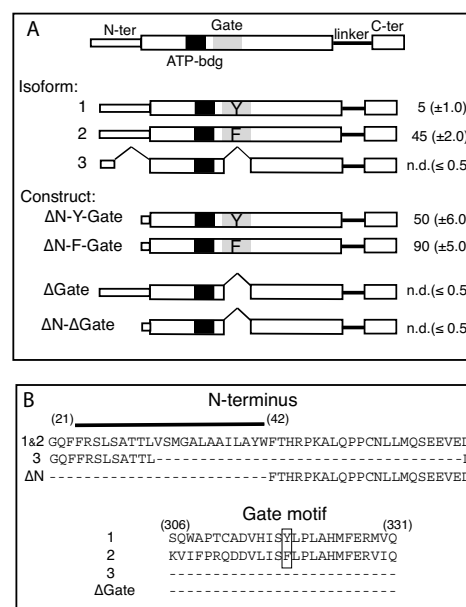 A
N-ter
Gate
linker
C-ter
ATP-bdg
Isoform:
1 Y 5 (±1.0)
2 F 45 (±2.0)
3 n.d.(≤ 0.5
Construct:
ΔN-Y-Gate Y 50 (±6.0
ΔN-F-Gate F 90 (±5.0
ΔGate n.d.(≤ 0.5
ΔN-ΔGate n.d.(≤ 0.5
B N-terminus
(21) (42)
1&2 GQFFRSLSATTLVSMGALAAILAYWFTHRPKALQPPCNLLMQSEEVEL
3 GQFFRSLSATTL----------------------------------L
ΔN -------------------------FTHRPKALQPPCNLLMQSEEVEL
Gate motif
(306) (331)
1 SQWAPTCADVHISYLPLAHMFERMVQ
2 KVIFPRQDDVLISFLPLAHMFERVIQ
3 --------------------------
ΔGate --------------------------